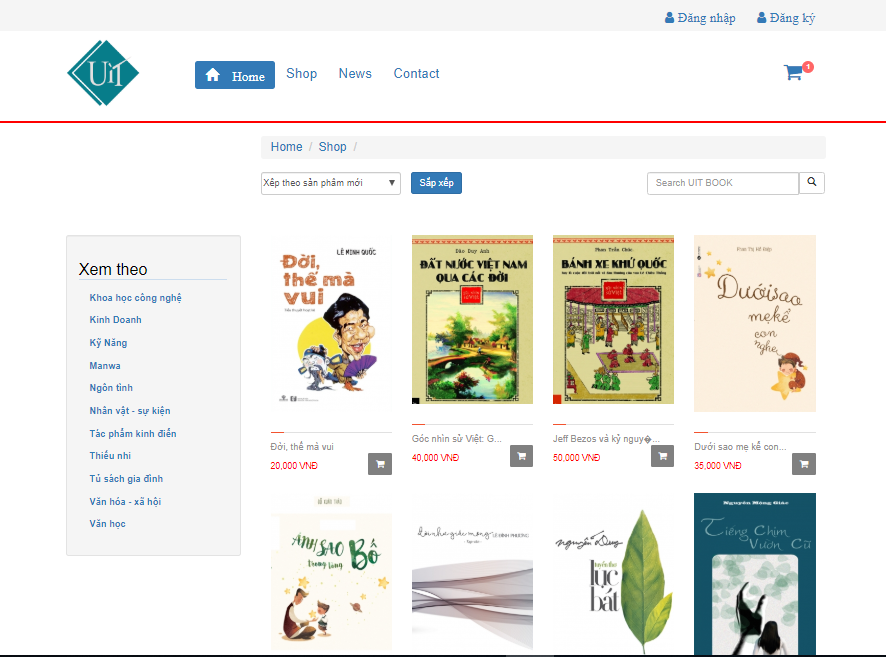 Đăng nhập Đăng ký
UiT
Home Shop News Contact
1
Home / Shop /
Xếp theo sản phẩm mới
Sắp xếp
Search UIT BOOK
Xem theo
Khoa học công nghệ
Kinh Doanh
Kỹ Năng
Manwa
Ngôn tình
Nhân vật - sự kiện
Tác phẩm kinh điển
Thiếu nhi
Tủ sách gia đình
Văn hóa - xã hội
Văn học
LÊ MINH QUỐC
Đời,
thế mà
vui
Đời, thế mà vui
20,000 VNĐ
Đào Duy Anh
ĐẤT NƯỚC VIỆT NAM
QUA CÁC ĐỜI
Góc nhìn sử Việt: G...
40,000 VNĐ
Phan Trần Chúc
BÁNH XE KHỨ QUỐC
Jeff Bezos và kỷ nguy�...
50,000 VNĐ
Dưới sao
mẹ kể
con
nghe
Dưới sao mẹ kể con...
35,000 VNĐ
ÁNH SAO
trong lòng
BỐ
LÊ MINH PHƯƠNG
nguyễn Duy
tuyển thơ
lục
bát
Nguyễn Mộng Giác
Tiếng Chim
Vườn Cũ